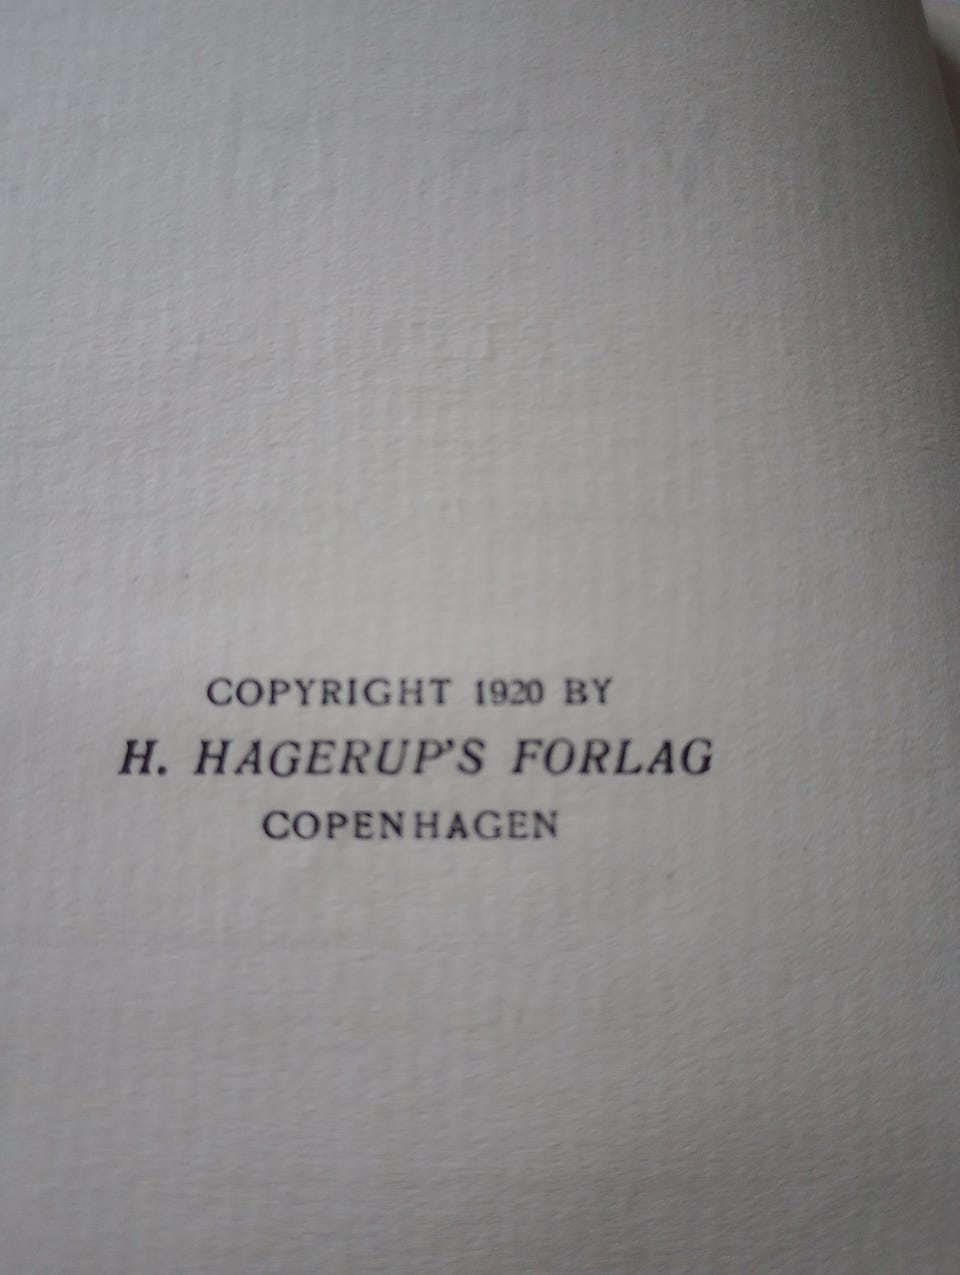 COPYRIGHT 1920 BY
H. HAGERUP'S FORLAG
COPENHAGEN